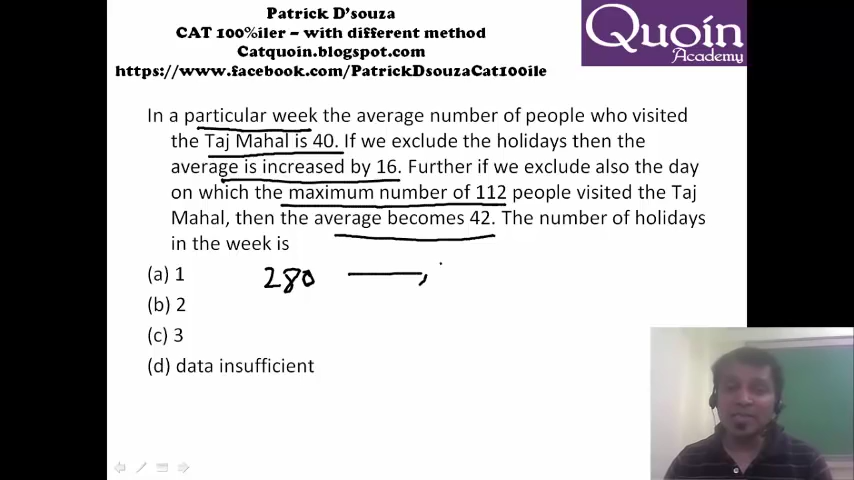 Patrick D'souza
CAT 100%iler – with different method
Catquoin.blogspot.com
https://www.facebook.com/PatrickDsouzaCat100ile
Quoin
Academy
In a particular week the average number of people who visited
the Taj Mahal is 40. If we exclude the holidays then the
average is increased by 16. Further if we exclude also the day
on which the maximum number of 112 people visited the Taj
Mahal, then the average becomes 42. The number of holidays
in the week is
(a) 1
280
(b) 2
(c) 3
(d) data insufficient